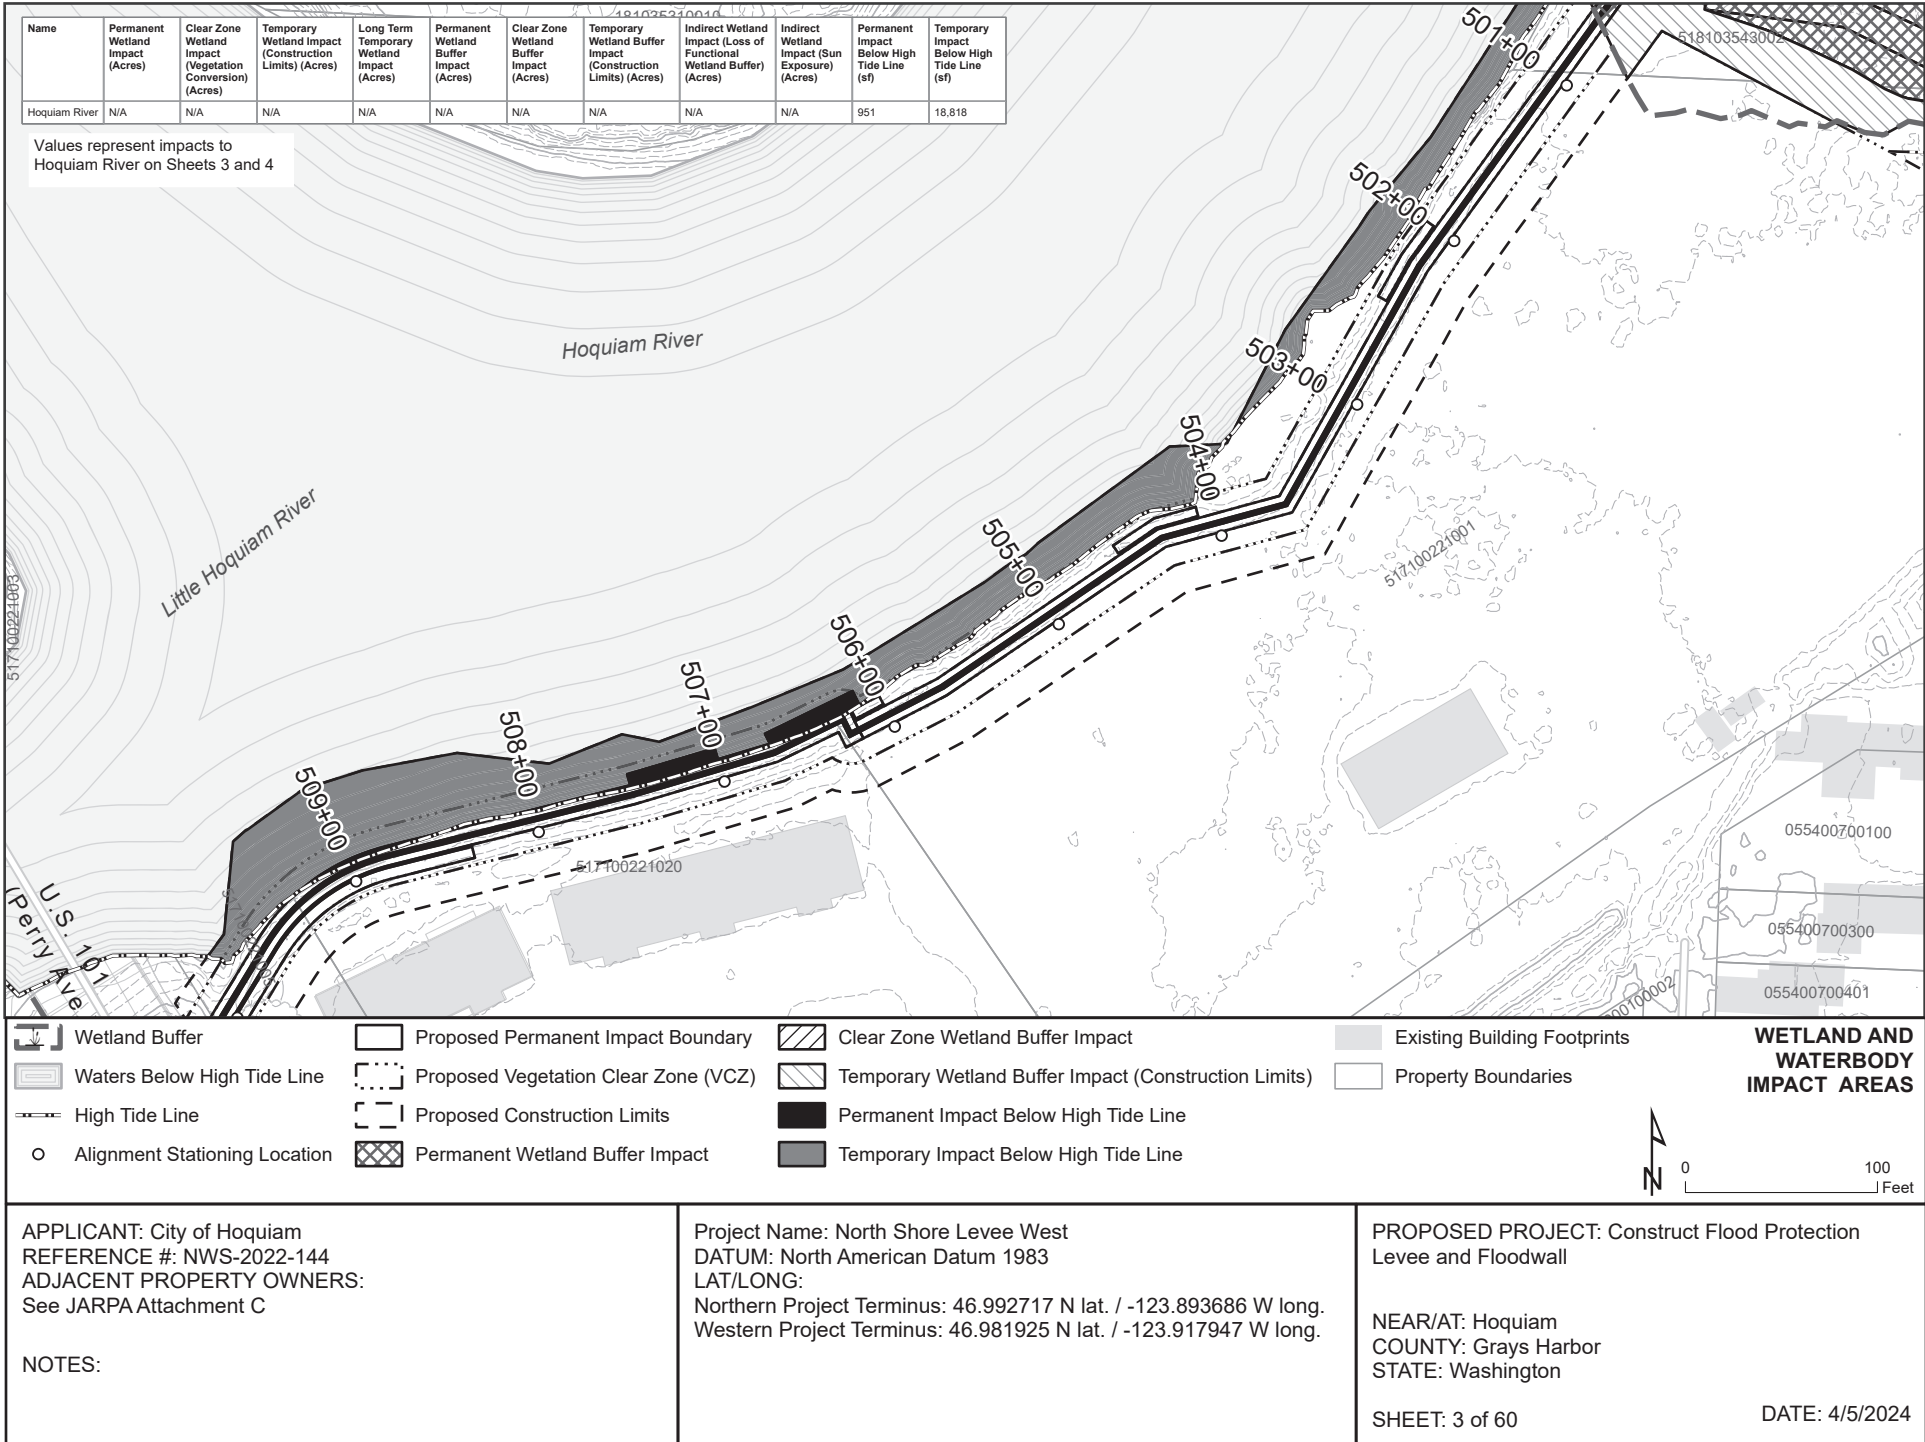 181035310010
Name
Permanent Wetland Impact (Acres)
Clear Zone Wetland Impact (Vegetation Conversion) (Acres)
Temporary Wetland Impact (Construction Limits) (Acres)
Long Term Temporary Wetland Impact (Acres)
Permanent Wetland Buffer Impact (Acres)
Clear Zone Wetland Buffer Impact (Acres)
Temporary Wetland Buffer Impact (Construction Limits) (Acres)
Indirect Wetland Impact (Loss of Functional Wetland Buffer) (Acres)
Indirect Wetland Impact (Sun Exposure) (Acres)
Permanent Impact Below High Tide Line (sf)
Temporary Impact Below High Tide Line (sf)
Hoquiam River N/A N/A N/A N/A N/A N/A N/A N/A N/A 951 18,818
Values represent impacts to
Hoquiam River on Sheets 3 and 4
501+00
518103543002
502+00
Hoquiam River
503+00
504+00
Little Hoquiam River
505+00
517100221001
517100221003
506+00
507+00
508+00
509+00
517100221020
055400700100
U.S. 101
(Perry Ave
055400700300
055400700401
00100002
Wetland Buffer
Waters Below High Tide Line
High Tide Line
Alignment Stationing Location
Proposed Permanent Impact Boundary
Proposed Vegetation Clear Zone (VCZ)
Proposed Construction Limits
Permanent Wetland Buffer Impact
Clear Zone Wetland Buffer Impact
Temporary Wetland Buffer Impact (Construction Limits)
Permanent Impact Below High Tide Line
Temporary Impact Below High Tide Line
Existing Building Footprints
Property Boundaries
WETLAND AND
WATERBODY
IMPACT AREAS
N
0 100
Feet
APPLICANT: City of Hoquiam
REFERENCE #: NWS-2022-144
ADJACENT PROPERTY OWNERS:
See JARPA Attachment C
NOTES:
Project Name: North Shore Levee West
DATUM: North American Datum 1983
LAT/LONG:
Northern Project Terminus: 46.992717 N lat. / -123.893686 W long.
Western Project Terminus: 46.981925 N lat. / -123.917947 W long.
PROPOSED PROJECT: Construct Flood Protection
Levee and Floodwall
NEAR/AT: Hoquiam
COUNTY: Grays Harbor
STATE: Washington
SHEET: 3 of 60
DATE: 4/5/2024